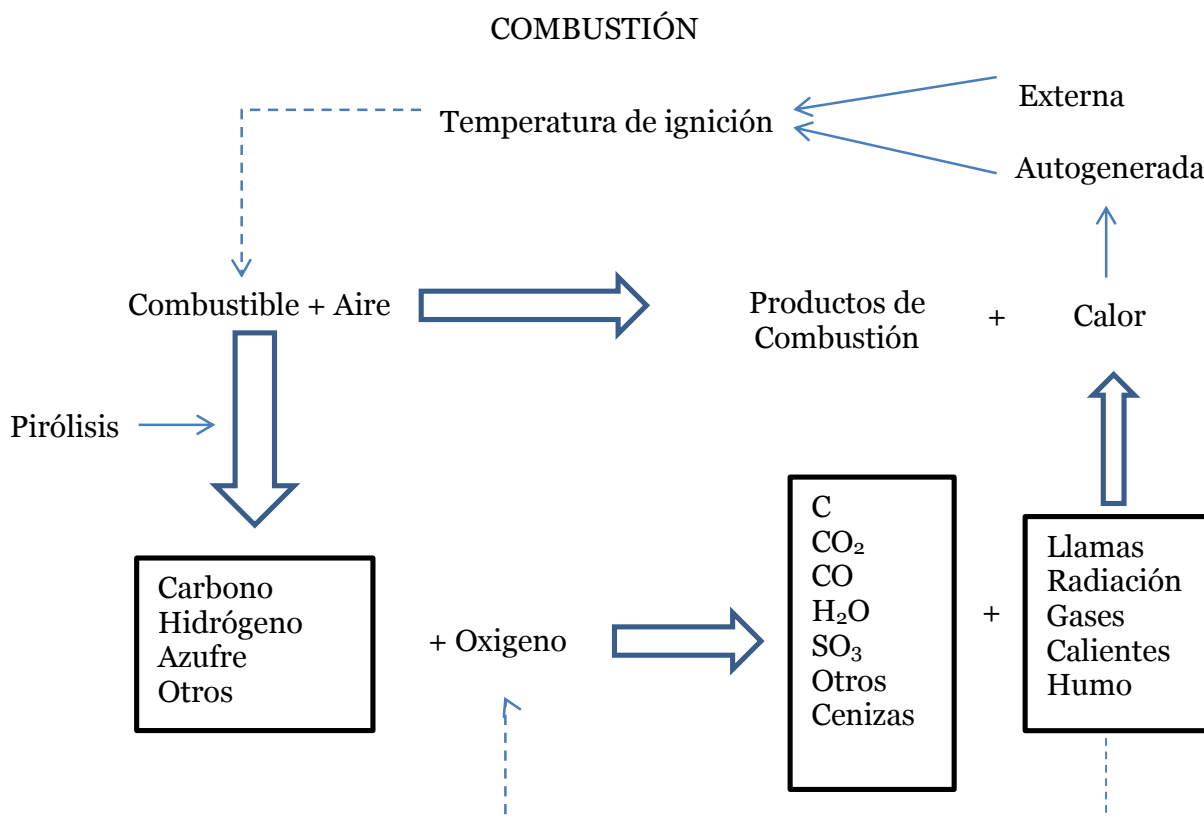 COMBUSTIÓN
Externa
Temperatura de ignición
Autogenerada
Combustible + Aire
Productos de
Combustión
+
Calor
Pirólisis
Carbono
Hidrógeno
Azufre
Otros
+ Oxigeno
C
CO₂
CO
H₂O
SO₃
Otros
Cenizas
+
Llamas
Radiación
Gases
Calientes
Humo